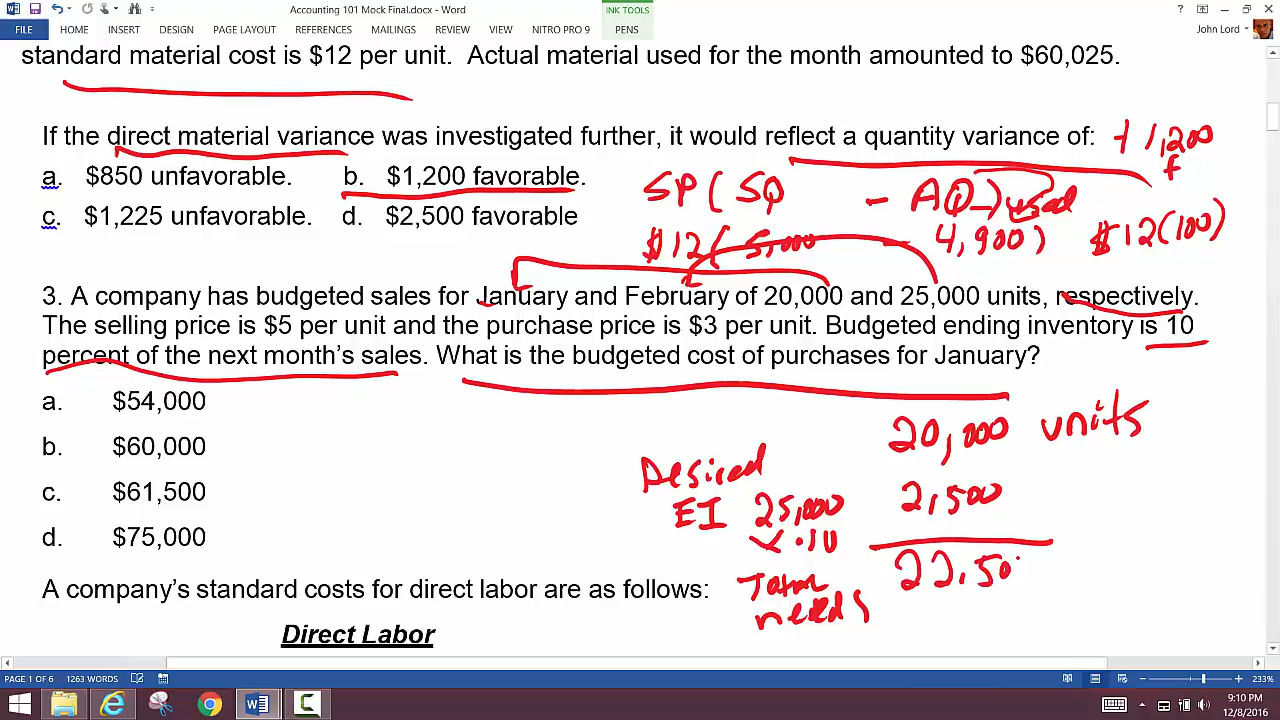 Accounting 101 Mock Final.docx - Word
INK TOOLS
FILE HOME INSERT DESIGN PAGE LAYOUT REFERENCES MAILINGS REVIEW VIEW NITRO PRO 9 PENS
John Lord
standard material cost is $12 per unit. Actual material used for the month amounted to $60,025.
If the direct material variance was investigated further, it would reflect a quantity variance of:
1,200
F
a. $850 unfavorable. b. $1,200 favorable.
SP ( SQ - AQ ) used
c. $1,225 unfavorable. d. $2,500 favorable
$12 ( 5,000 - 4,900) $12(100)
3. A company has budgeted sales for January and February of 20,000 and 25,000 units, respectively.
The selling price is $5 per unit and the purchase price is $3 per unit. Budgeted ending inventory is 10
percent of the next month's sales. What is the budgeted cost of purchases for January?
a. $54,000
20,000 units
b. $60,000
Desired
c. $61,500
EI 25,000 2,500
d. $75,000
x .10
A company's standard costs for direct labor are as follows:
Total 22,50
needs
Direct Labor
PAGE 1 OF 6 1263 WORDS 233%
9:10 PM
12/8/2016